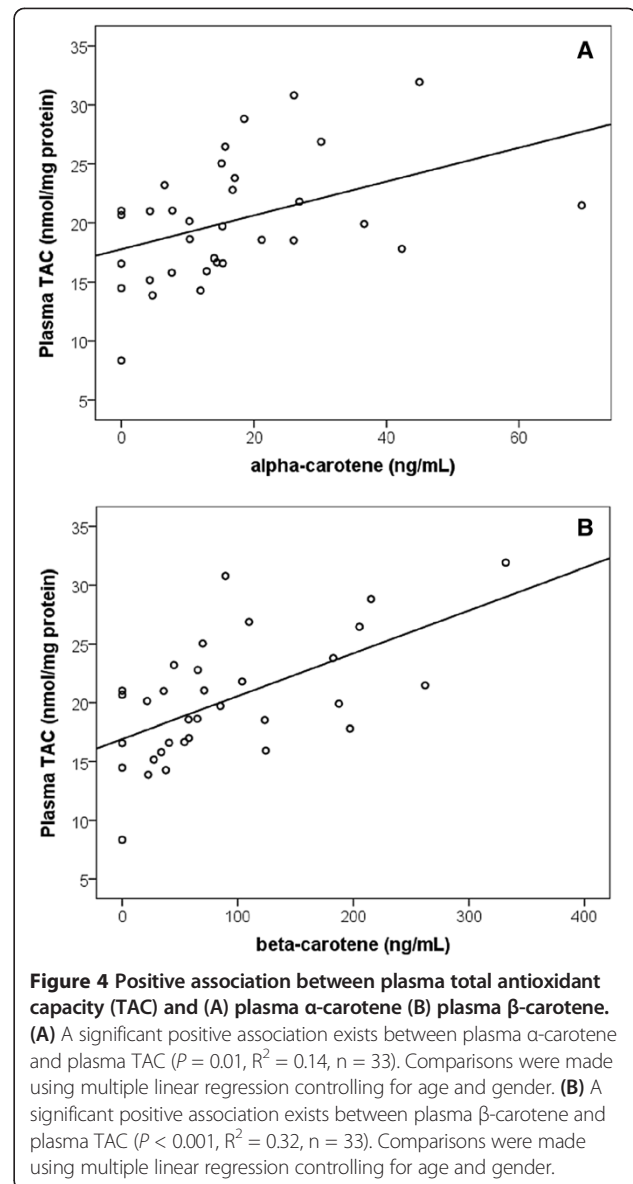 A
35
30
25
20
15
10
5
Plasma TAC (nmol/mg protein)
0 20 40 60
alpha-carotene (ng/mL)
B
35
30
25
20
15
10
5
Plasma TAC (nmol/mg protein)
0 100 200 300 400
beta-carotene (ng/mL)
Figure 4 Positive association between plasma total antioxidant
capacity (TAC) and (A) plasma α-carotene (B) plasma β-carotene.
(A) A significant positive association exists between plasma α-carotene
and plasma TAC (P = 0.01, R² = 0.14, n = 33). Comparisons were made
using multiple linear regression controlling for age and gender. (B) A
significant positive association exists between plasma β-carotene and
plasma TAC (P < 0.001, R² = 0.32, n = 33). Comparisons were made
using multiple linear regression controlling for age and gender.